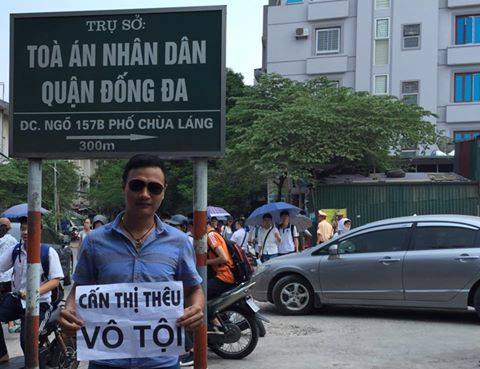 TRỤ SỞ:
TOÀ ÁN NHÂN DÂN
QUẬN ĐỐNG ĐA
ĐC. NGÕ 157B PHỐ CHÙA LÁNG
300m
CẤN THỊ THÊU
VÔ TỘI